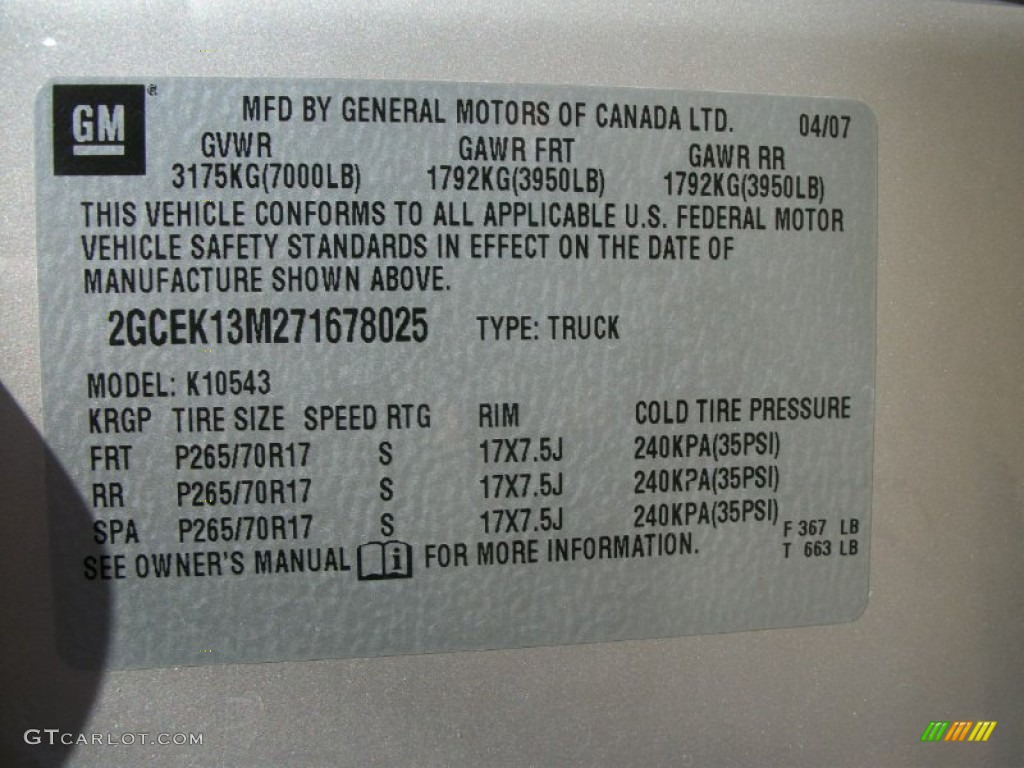 GM®
MFD BY GENERAL MOTORS OF CANADA LTD. 04/07
GVWR GAWR FRT GAWR RR
3175KG(7000LB) 1792KG(3950LB) 1792KG(3950LB)
THIS VEHICLE CONFORMS TO ALL APPLICABLE U.S. FEDERAL MOTOR
VEHICLE SAFETY STANDARDS IN EFFECT ON THE DATE OF
MANUFACTURE SHOWN ABOVE.
2GCEK13M271678025 TYPE: TRUCK
MODEL: K10543
KRGP TIRE SIZE SPEED RTG RIM COLD TIRE PRESSURE
FRT P265/70R17 S 17X7.5J 240KPA(35PSI)
RR P265/70R17 S 17X7.5J 240KPA(35PSI)
SPA P265/70R17 S 17X7.5J 240KPA(35PSI) F 367 LB
SEE OWNER'S MANUAL i FOR MORE INFORMATION. T 663 LB
GTCARLOT.COM